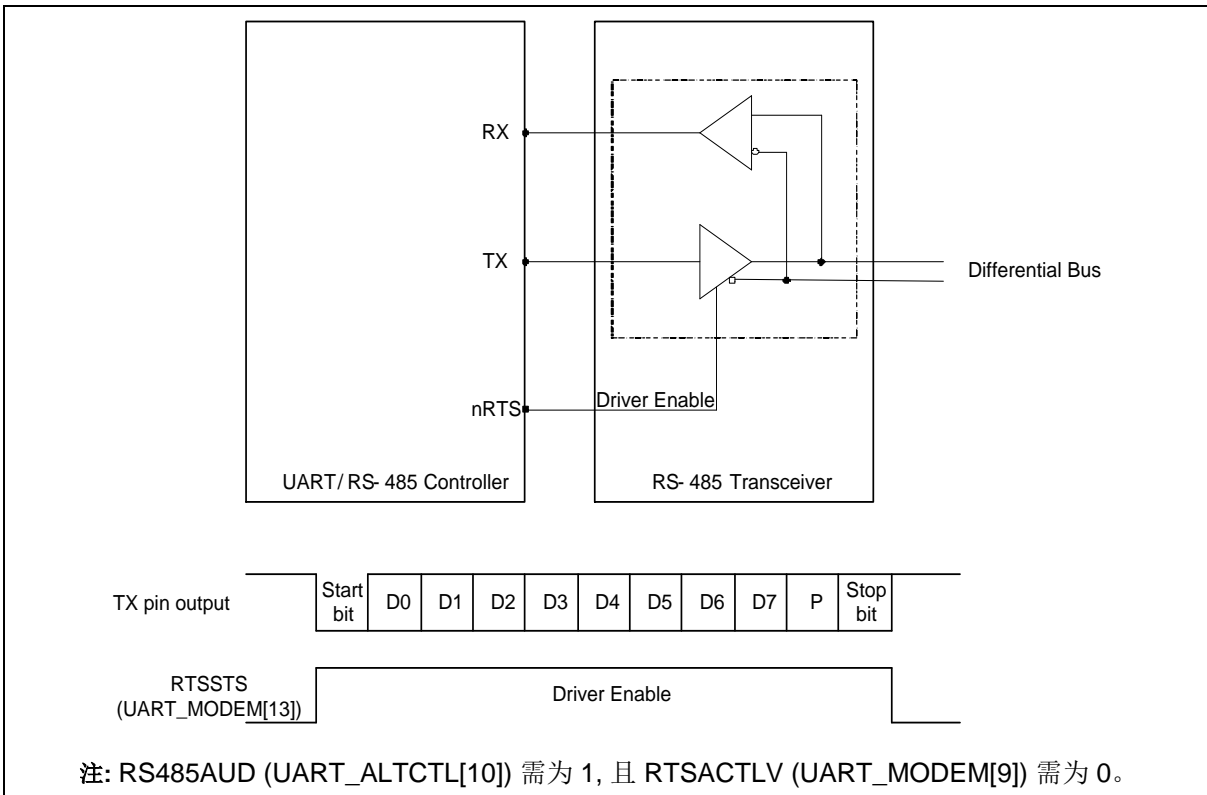 RX
TX
Differential Bus
nRTS
Driver Enable
UART/ RS- 485 Controller
RS- 485 Transceiver
TX pin output
Start bit
D0
D1
D2
D3
D4
D5
D6
D7
P
Stop bit
RTSSTS
(UART_MODEM[13])
Driver Enable
注: RS485AUD (UART_ALTCTL[10]) 需为 1, 且 RTSACTLV (UART_MODEM[9]) 需为 0。